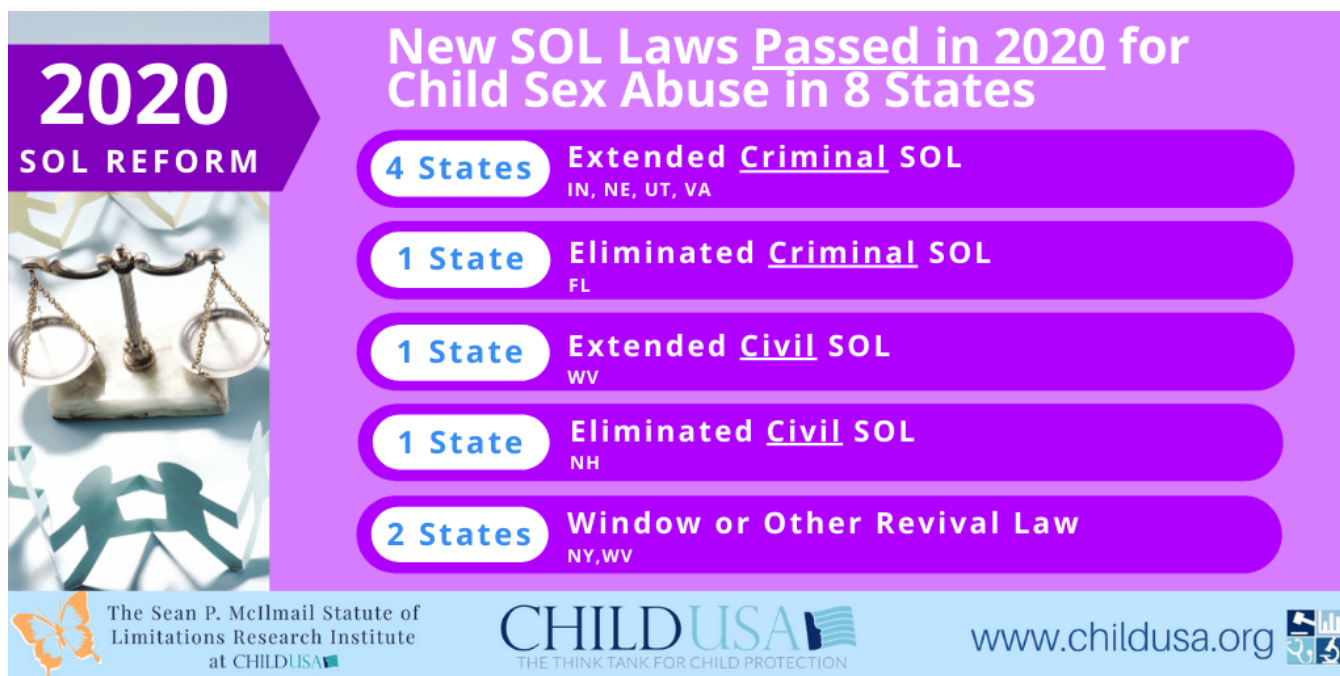 2020
SOL REFORM
New SOL Laws Passed in 2020 for
Child Sex Abuse in 8 States
4 States
Extended Criminal SOL
IN, NE, UT, VA
1 State
Eliminated Criminal SOL
FL
1 State
Extended Civil SOL
WV
1 State
Eliminated Civil SOL
NH
2 States
Window or Other Revival Law
NY,WV
The Sean P. McIlmail Statute of
Limitations Research Institute
at CHILDUSA
CHILDUSA
THE THINK TANK FOR CHILD PROTECTION
www.childusa.org